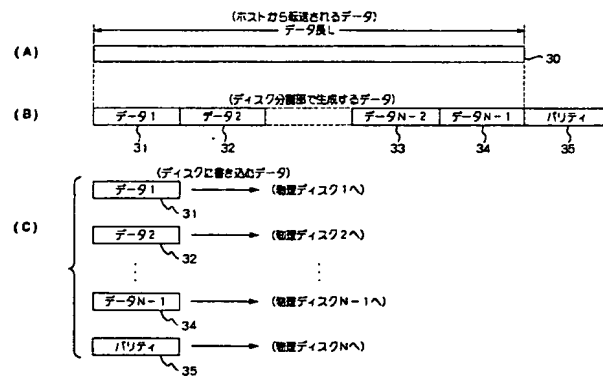 (ホストから転送されるデータ)
データ長L
(A)
30
(ディスク分割部で生成するデータ)
(B)
データ1 データ2 データN-2 データN-1 パリティ
31 32 33 34 35
(ディスクに書き込むデータ)
データ1 (物理ディスク1へ)
31
(C)
データ2 (物理ディスク2へ)
32
データN-1 (物理ディスクN-1へ)
34
パリティ (物理ディスクNへ)
35